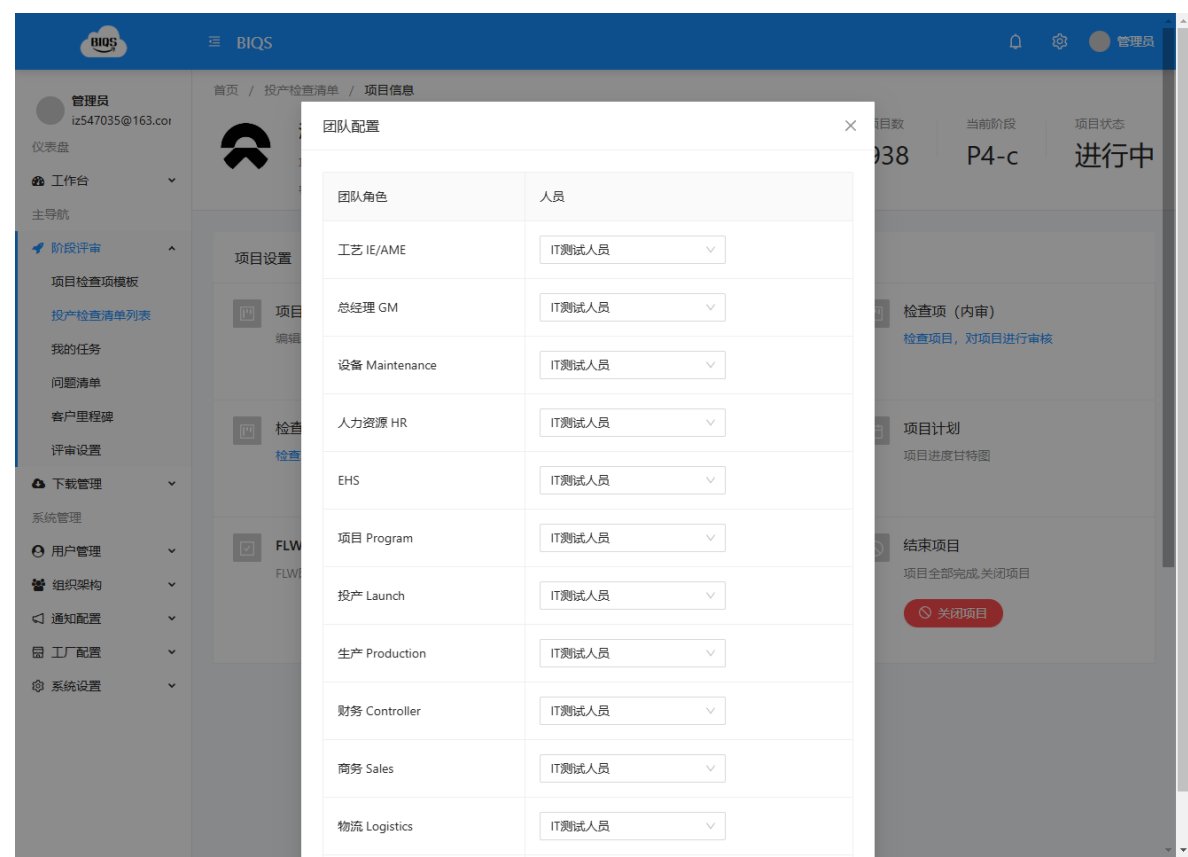 BIQS
BIQS
管理员
管理员
iz547035@163.cor
仪表盘
工作台
主导航
阶段评审
项目检查项模板
投产检查清单列表
我的任务
问题清单
客户里程碑
评审设置
下载管理
系统管理
用户管理
组织架构
通知配置
工厂配置
系统设置
首页 / 投产检查清单 / 项目信息
当前阶段
项目状态
938
P4-c
进行中
项目设置
项目
编辑
检查项（内审）
检查项目，对项目进行审核
检查
检查
项目计划
项目进度甘特图
FLW
FLW
结束项目
项目全部完成,关闭项目
关闭项目
团队配置
团队角色
人员
工艺 IE/AME
IT测试人员
总经理 GM
IT测试人员
设备 Maintenance
IT测试人员
人力资源 HR
IT测试人员
EHS
IT测试人员
项目 Program
IT测试人员
投产 Launch
IT测试人员
生产 Production
IT测试人员
财务 Controller
IT测试人员
商务 Sales
IT测试人员
物流 Logistics
IT测试人员